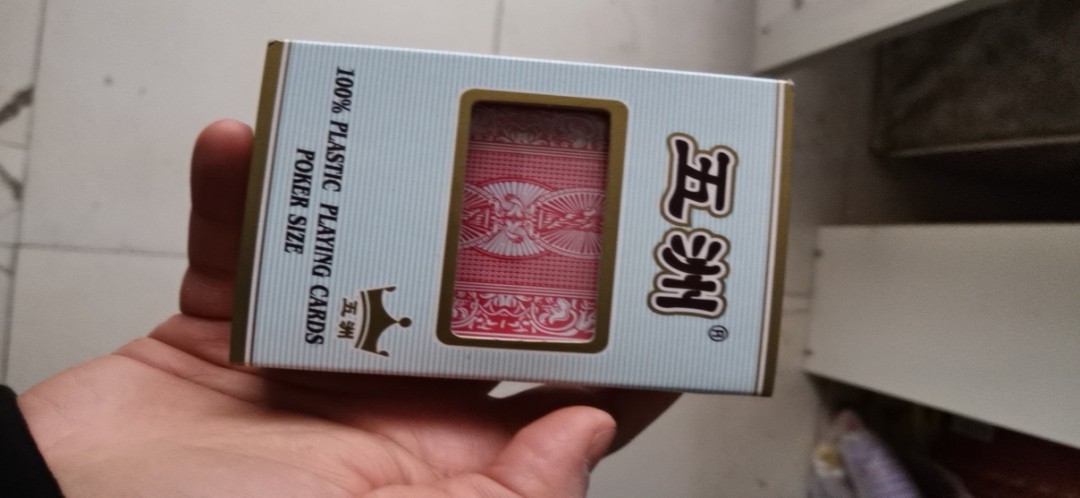 五洲®
五洲
100% PLASTIC PLAYING CARDS
POKER SIZE